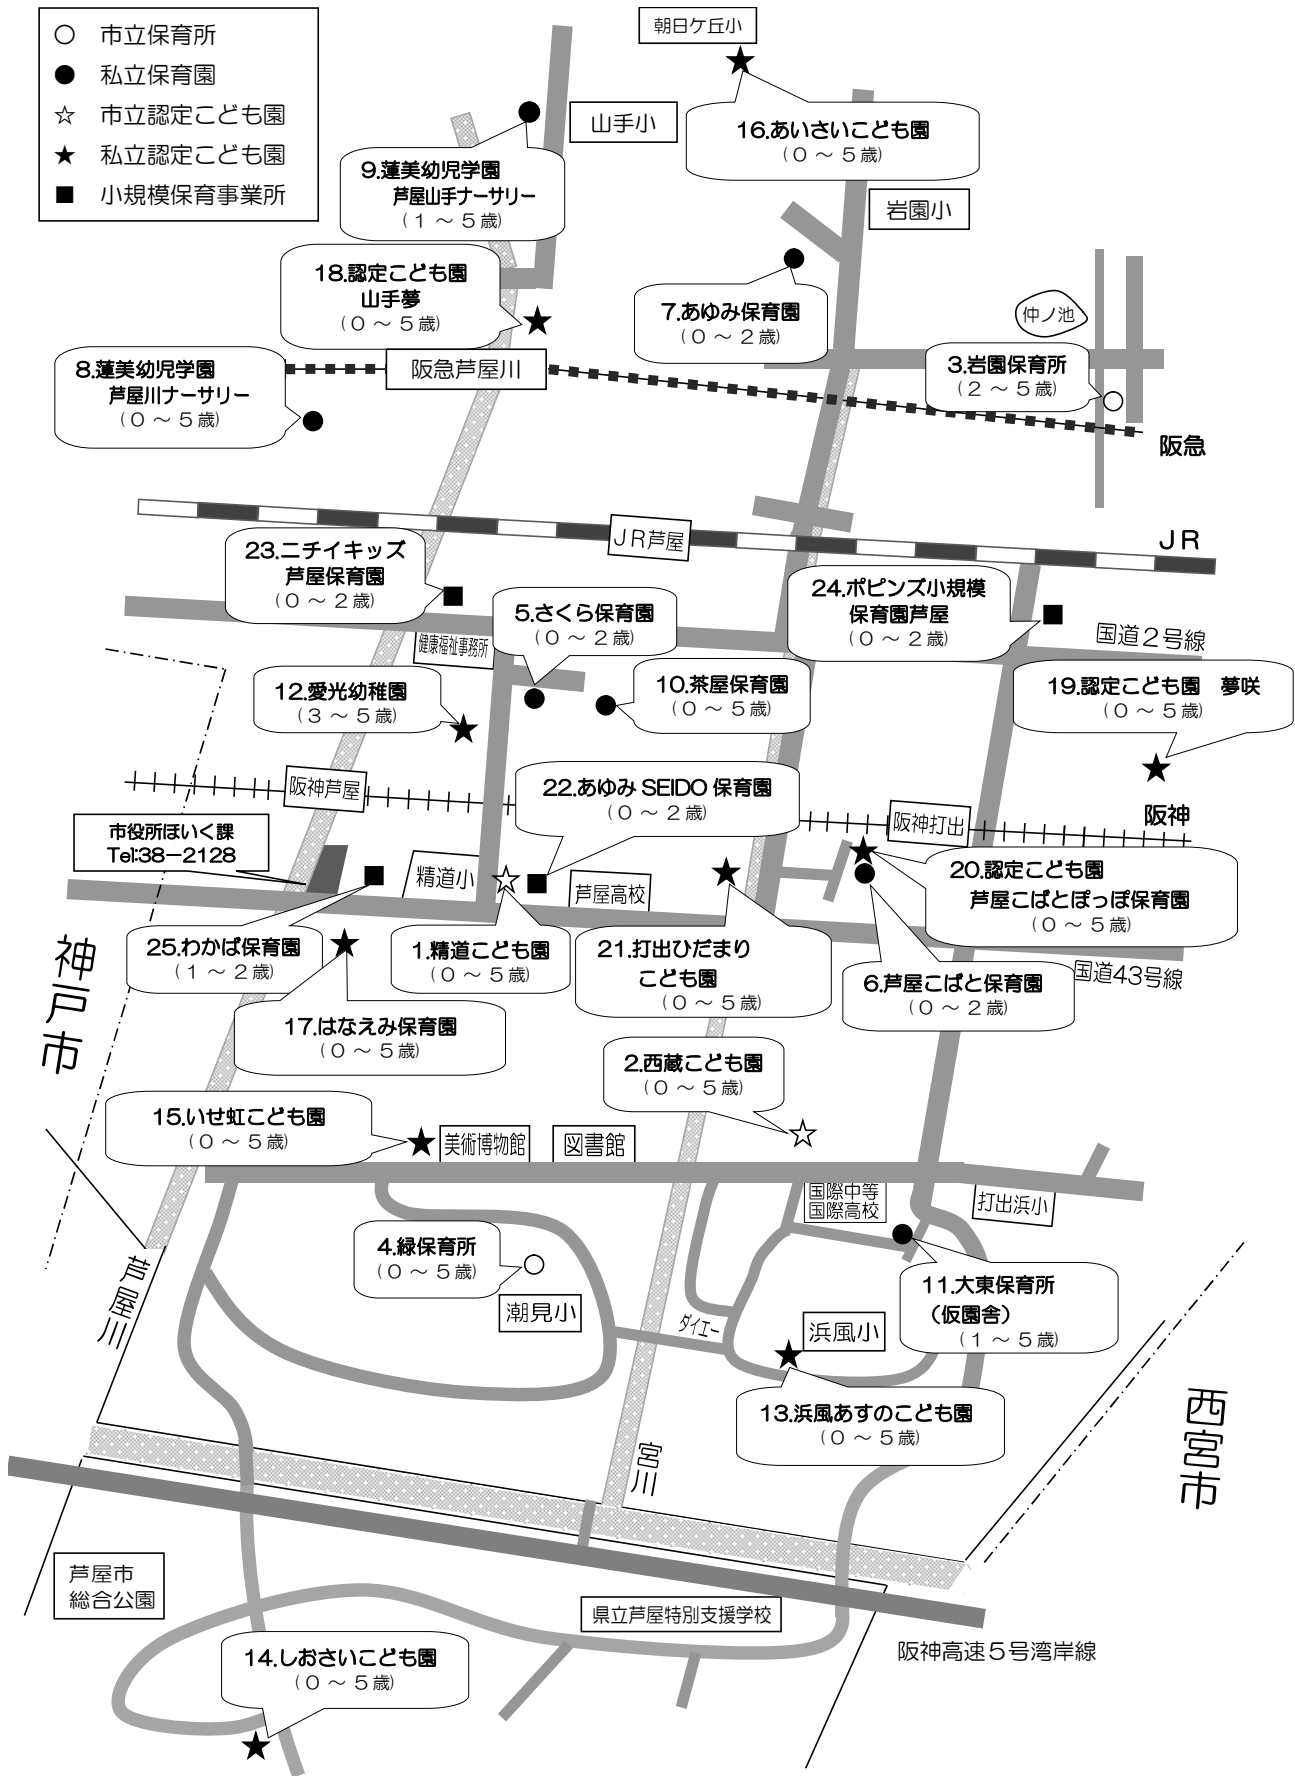 市立保育所
私立保育園
市立認定こども園
私立認定こども園
小規模保育事業所
朝日ケ丘小
山手小
16.あいさいこども園
(0～5歳)
9.蓮美幼児学園
芦屋山手ナーサリー
(1～5歳)
岩園小
18.認定こども園
山手夢
(0～5歳)
7.あゆみ保育園
(0～2歳)
仲ノ池
8.蓮美幼児学園
芦屋川ナーサリー
(0～5歳)
阪急芦屋川
3.岩園保育所
(2～5歳)
阪急
JR芦屋
JR
23.ニチイキッズ
芦屋保育園
(0～2歳)
24.ポピンズ小規模
保育園芦屋
(0～2歳)
5.さくら保育園
(0～2歳)
健康福祉事務所
国道2号線
12.愛光幼稚園
(3～5歳)
10.茶屋保育園
(0～5歳)
19.認定こども園　夢咲
(0～5歳)
阪神芦屋
22.あゆみSEIDO保育園
(0～2歳)
阪神打出
阪神
市役所ほいく課
Tel:38－2128
精道小
芦屋高校
20.認定こども園
芦屋こばとぽっぽ保育園
(0～5歳)
25.わかば保育園
(1～2歳)
1.精道こども園
(0～5歳)
21.打出ひだまり
こども園
(0～5歳)
6.芦屋こばと保育園
(0～2歳)
国道43号線
神戸市
17.はなえみ保育園
(0～5歳)
2.西蔵こども園
(0～5歳)
15.いせ虹こども園
(0～5歳)
美術博物館
図書館
国際中等
国際高校
打出浜小
4.緑保育所
(0～5歳)
潮見小
芦屋川
11.大東保育所
(仮園舎)
(1～5歳)
ダイエー
浜風小
13.浜風あすのこども園
(0～5歳)
西宮市
宮川
芦屋市
総合公園
県立芦屋特別支援学校
阪神高速5号湾岸線
14.しおさいこども園
(0～5歳)